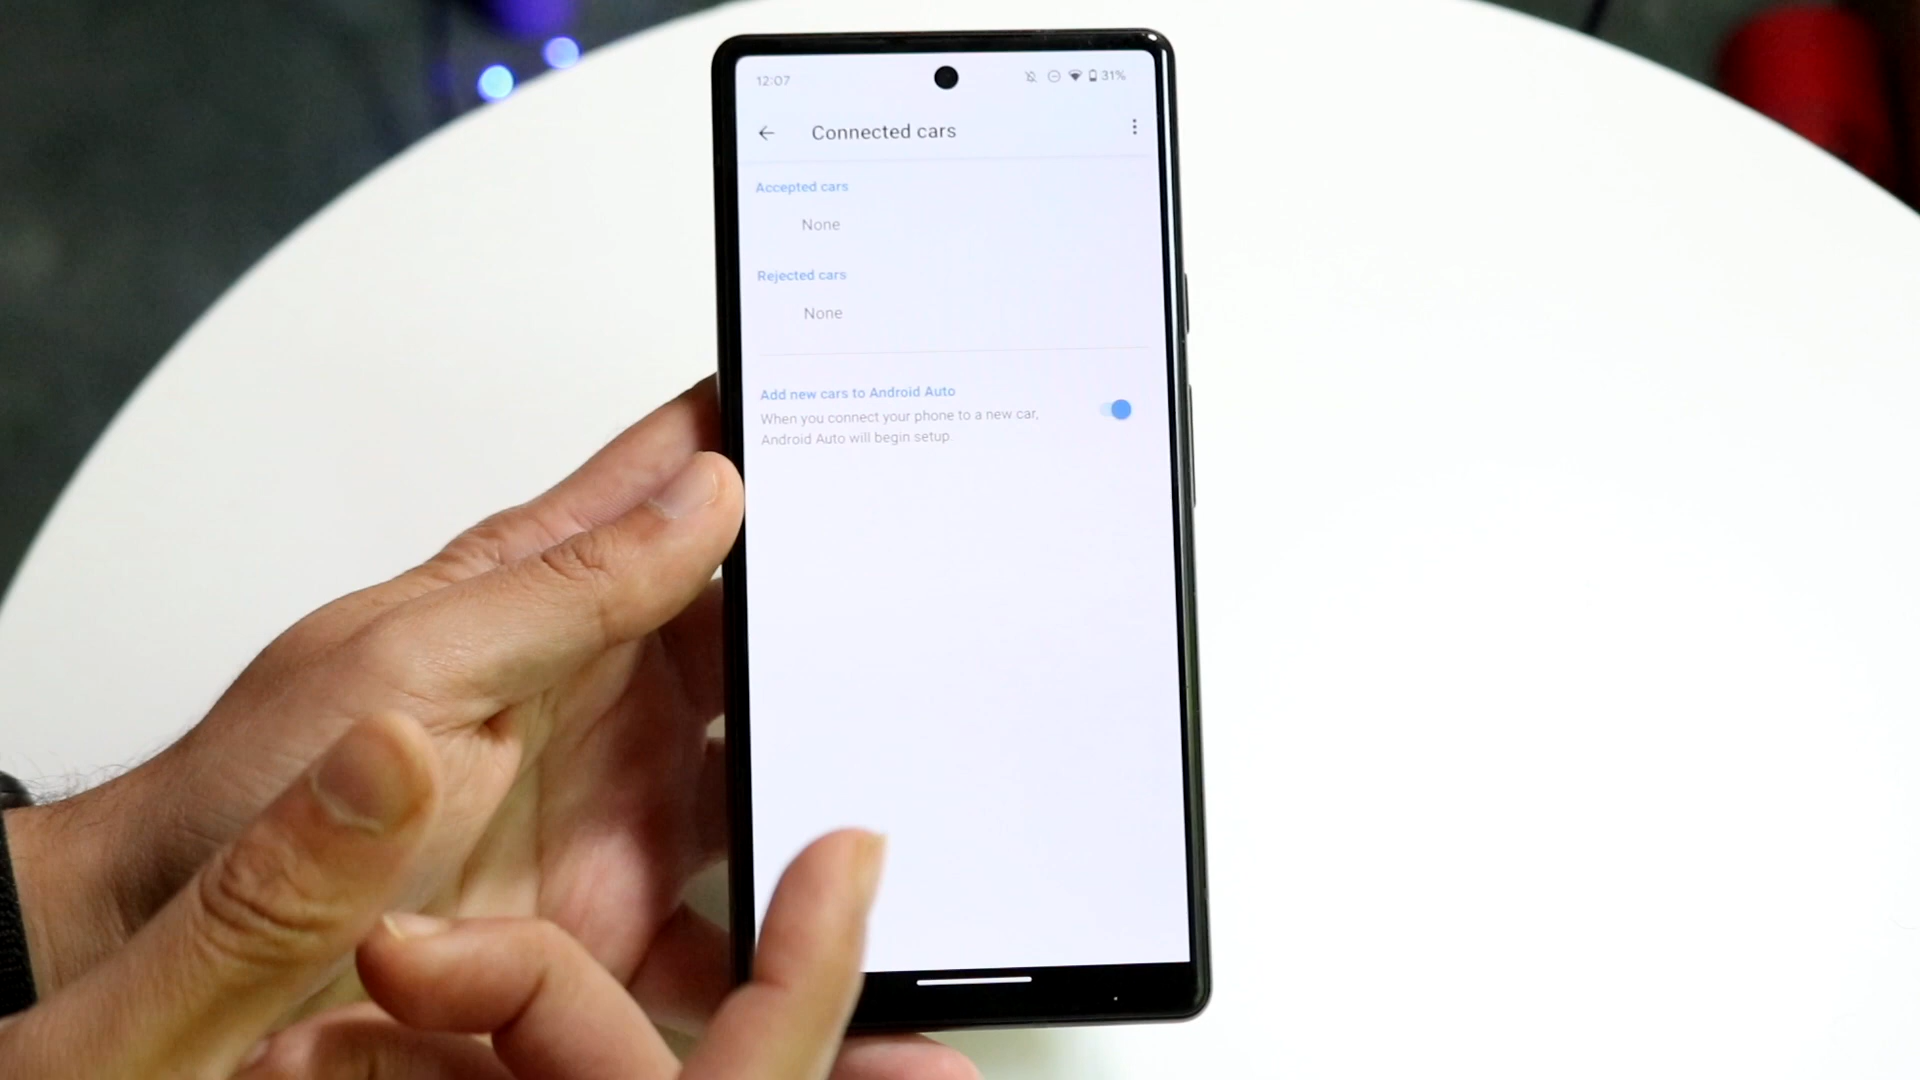 12:07
31%
Connected cars
Accepted cars
None
Rejected cars
None
Add new cars to Android Auto
When you connect your phone to a new car,
Android Auto will begin setup.